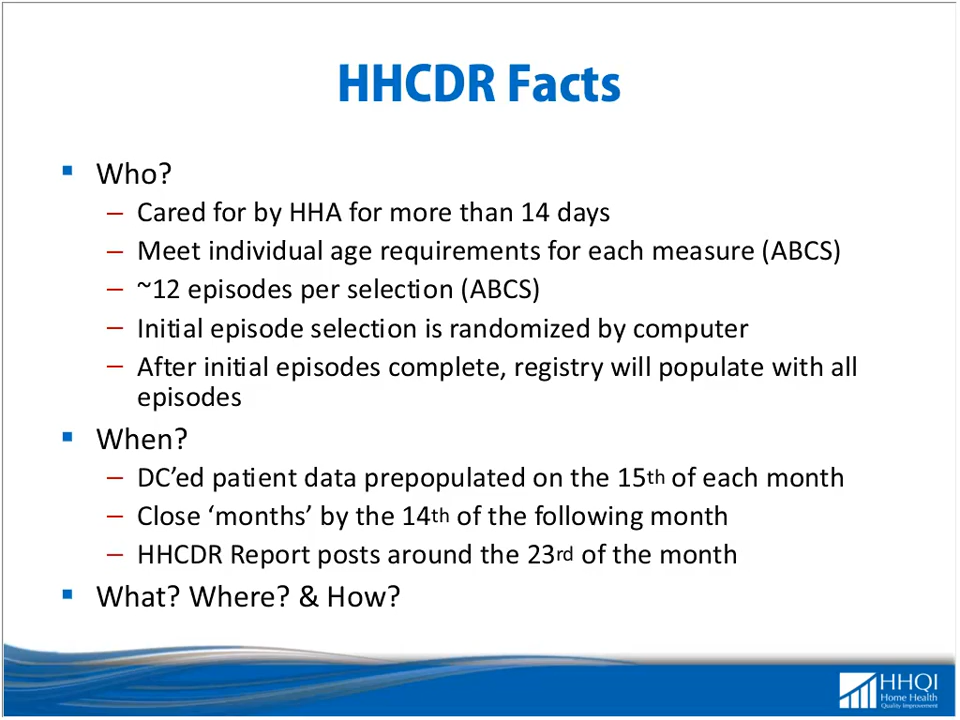 HHCDR Facts
▪ Who?
– Cared for by HHA for more than 14 days
– Meet individual age requirements for each measure (ABCS)
– ~12 episodes per selection (ABCS)
– Initial episode selection is randomized by computer
– After initial episodes complete, registry will populate with all
episodes
▪ When?
– DC’ed patient data prepopulated on the 15th of each month
– Close ‘months’ by the 14th of the following month
– HHCDR Report posts around the 23rd of the month
▪ What? Where? & How?
HHQI
Home Health
Quality Improvement